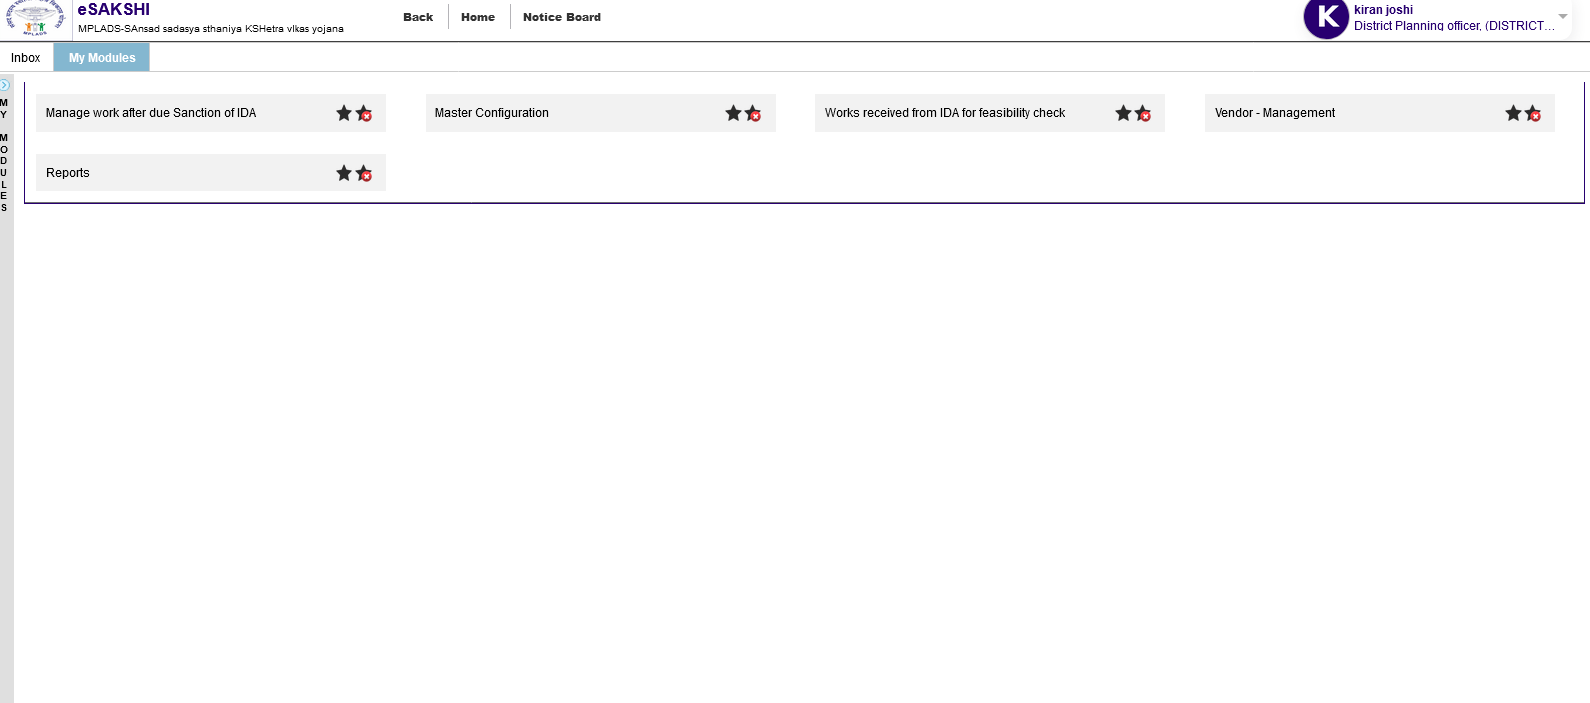 eSAKSHI
MPLADS-SAnsad sadasya sthaniya KSHetra vIkas yojana
Back
Home
Notice Board
K
kiran joshi
District Planning officer, (DISTRICT...
MPLADS
Inbox
My Modules
MY MODULES
Manage work after due Sanction of IDA
Master Configuration
Works received from IDA for feasibility check
Vendor - Management
Reports